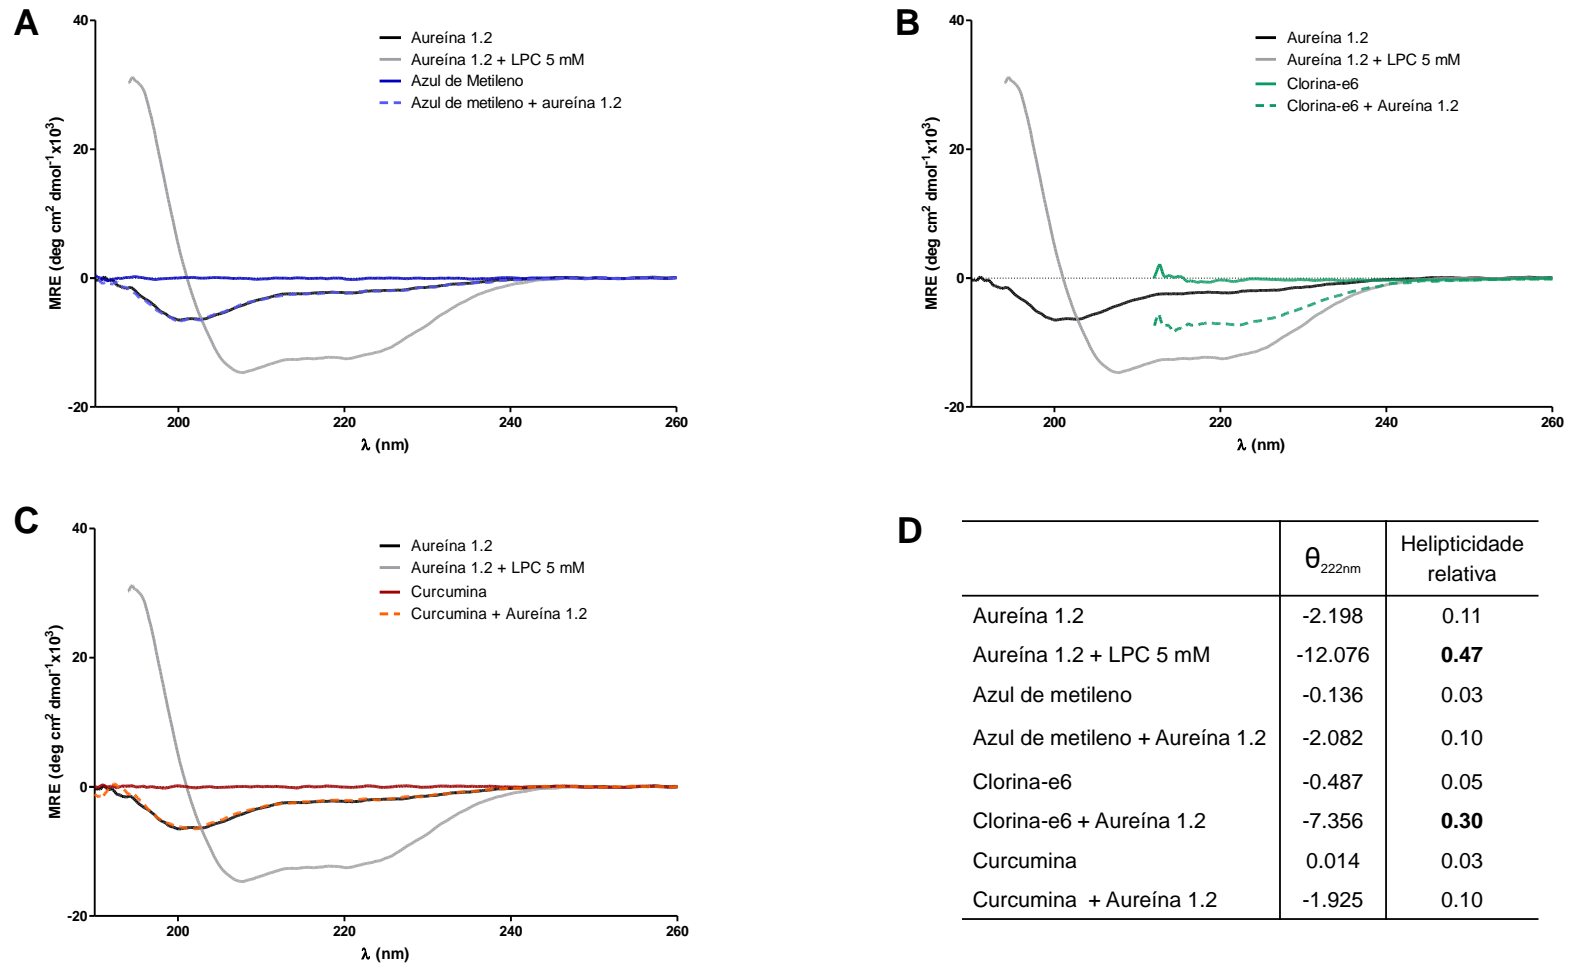 A
40
20
0
-20
200
220
240
260
MRE (deg cm² dmol⁻¹x10³)
λ (nm)
Aureína 1.2
Aureína 1.2 + LPC 5 mM
Azul de Metileno
Azul de metileno + aureína 1.2
B
40
20
0
-20
200
220
240
260
MRE (deg cm² dmol⁻¹x10³)
λ (nm)
Aureína 1.2
Aureína 1.2 + LPC 5 mM
Clorina-e6
Clorina-e6 + Aureína 1.2
C
40
20
0
-20
200
220
240
260
MRE (deg cm² dmol⁻¹x10³)
λ (nm)
Aureína 1.2
Aureína 1.2 + LPC 5 mM
Curcumina
Curcumina + Aureína 1.2
D
θ222nm Helipticidade relativa
Aureína 1.2 -2.198 0.11
Aureína 1.2 + LPC 5 mM -12.076 0.47
Azul de metileno -0.136 0.03
Azul de metileno + Aureína 1.2 -2.082 0.10
Clorina-e6 -0.487 0.05
Clorina-e6 + Aureína 1.2 -7.356 0.30
Curcumina 0.014 0.03
Curcumina + Aureína 1.2 -1.925 0.10